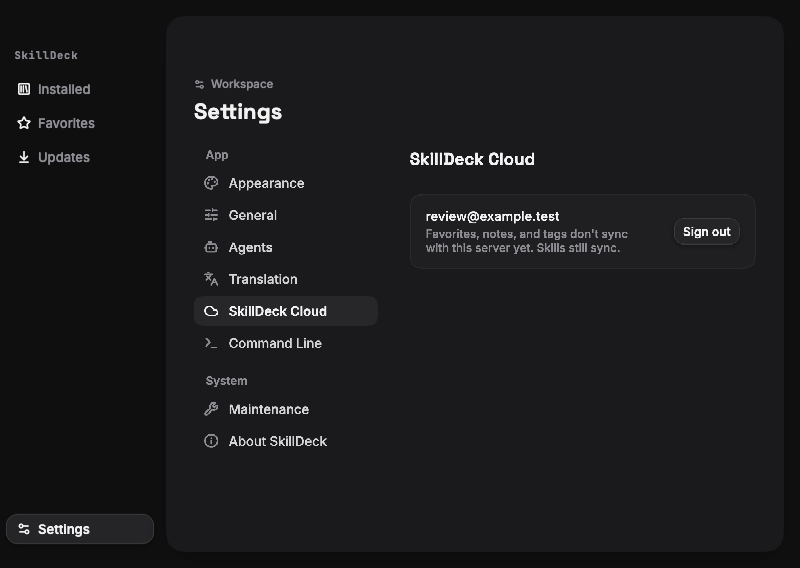 SkillDeck
Installed
Favorites
Updates
Settings
Workspace
Settings
App
Appearance
General
Agents
Translation
SkillDeck Cloud
Command Line
System
Maintenance
About SkillDeck
SkillDeck Cloud
review@example.test
Favorites, notes, and tags don't sync
with this server yet. Skills still sync.
Sign out